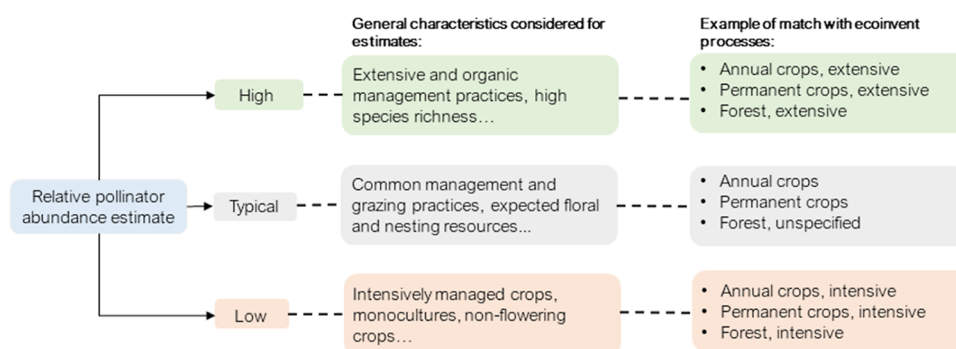 General characteristics considered for
estimates:
Example of match with ecoinvent
processes:
High
Extensive and organic
management practices, high
species richness…
• Annual crops, extensive
• Permanent crops, extensive
• Forest, extensive
Relative pollinator
abundance estimate
Typical
Common management and
grazing practices, expected floral
and nesting resources...
• Annual crops
• Permanent crops
• Forest, unspecified
Low
Intensively managed crops,
monocultures, non-flowering
crops…
• Annual crops, intensive
• Permanent crops, intensive
• Forest, intensive